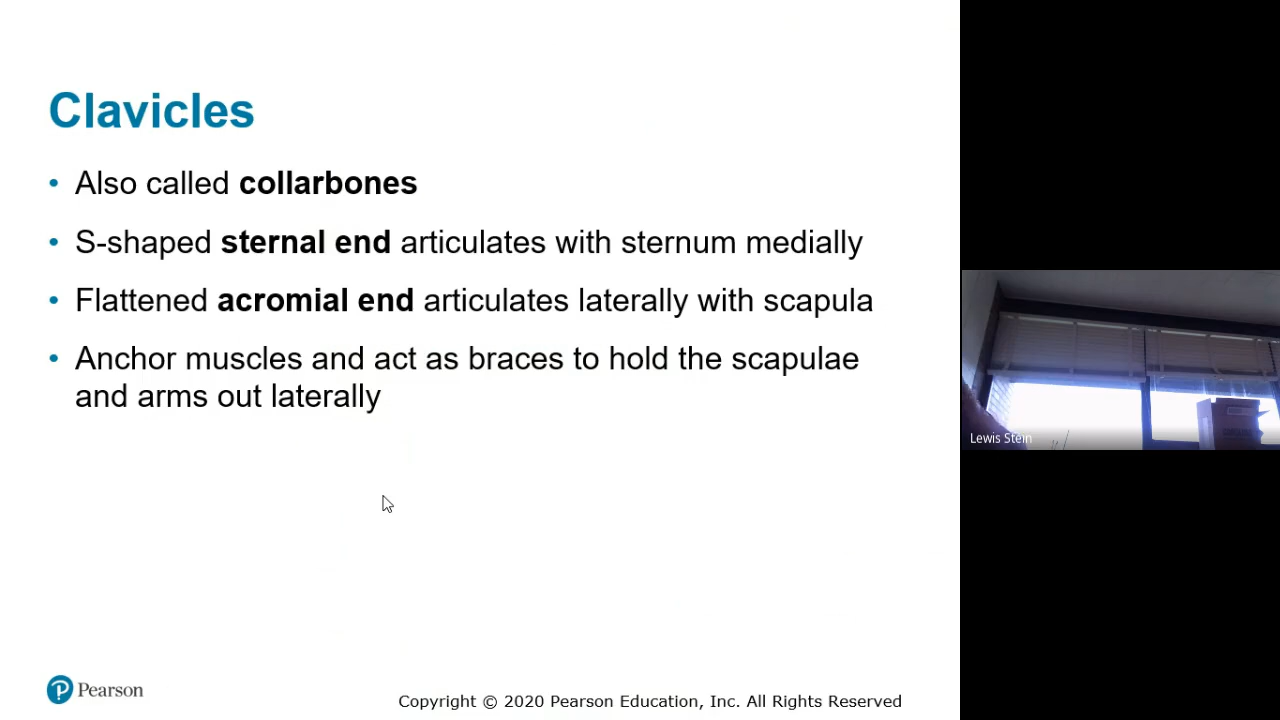 Clavicles
• Also called collarbones
• S-shaped sternal end articulates with sternum medially
• Flattened acromial end articulates laterally with scapula
• Anchor muscles and act as braces to hold the scapulae
and arms out laterally
Lewis Stein
Pearson
Copyright © 2020 Pearson Education, Inc. All Rights Reserved